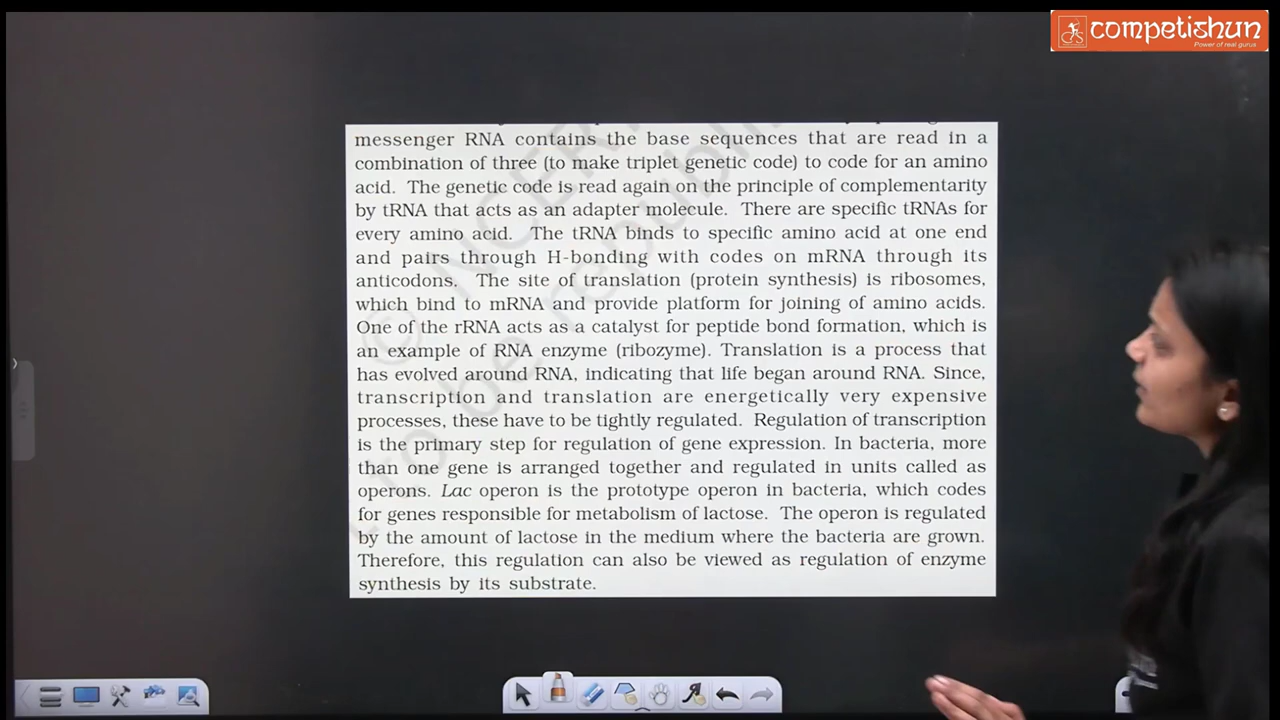 competishun
Power of real gurus
messenger RNA contains the base sequences that are read in a
combination of three (to make triplet genetic code) to code for an amino
acid. The genetic code is read again on the principle of complementarity
by tRNA that acts as an adapter molecule. There are specific tRNAs for
every amino acid. The tRNA binds to specific amino acid at one end
and pairs through H-bonding with codes on mRNA through its
anticodons. The site of translation (protein synthesis) is ribosomes,
which bind to mRNA and provide platform for joining of amino acids.
One of the rRNA acts as a catalyst for peptide bond formation, which is
an example of RNA enzyme (ribozyme). Translation is a process that
has evolved around RNA, indicating that life began around RNA. Since,
transcription and translation are energetically very expensive
processes, these have to be tightly regulated. Regulation of transcription
is the primary step for regulation of gene expression. In bacteria, more
than one gene is arranged together and regulated in units called as
operons. Lac operon is the prototype operon in bacteria, which codes
for genes responsible for metabolism of lactose. The operon is regulated
by the amount of lactose in the medium where the bacteria are grown.
Therefore, this regulation can also be viewed as regulation of enzyme
synthesis by its substrate.